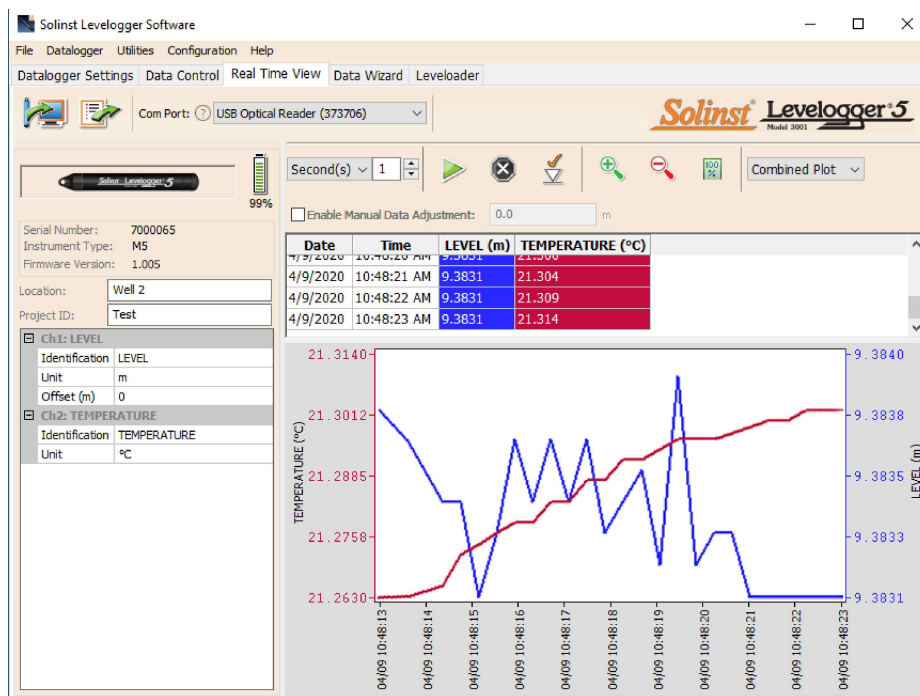 Solinst Levelogger Software
File Datalogger Utilities Configuration Help
Datalogger Settings Data Control Real Time View Data Wizard Leveloader
Com Port: ? USB Optical Reader (373706)
Solinst® Levelogger® 5
Model 3001
Solinst Levelogger 5
99%
Serial Number: 7000065
Instrument Type: M5
Firmware Version: 1.005
Location: Well 2
Project ID: Test
Ch1: LEVEL
Identification LEVEL
Unit m
Offset (m) 0
Ch2: TEMPERATURE
Identification TEMPERATURE
Unit °C
Second(s) 1
100 %
Combined Plot
Enable Manual Data Adjustment: 0.0 m
Date Time LEVEL (m) TEMPERATURE (°C)
4/9/2020 10:48:21 AM 9.3831 21.304
4/9/2020 10:48:22 AM 9.3831 21.309
4/9/2020 10:48:23 AM 9.3831 21.314
TEMPERATURE (°C)
21.3140
21.3012
21.2885
21.2758
21.2630
9.3840
9.3838
9.3835
9.3833
9.3831
LEVEL (m)
04/09 10:48:13
04/09 10:48:14
04/09 10:48:15
04/09 10:48:16
04/09 10:48:17
04/09 10:48:18
04/09 10:48:19
04/09 10:48:20
04/09 10:48:21
04/09 10:48:22
04/09 10:48:23